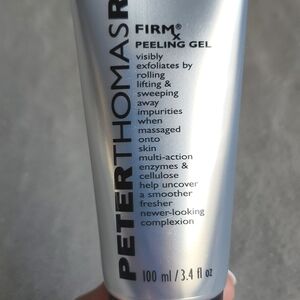 PETERTHOMASR
FIRMx®
PEELING GEL
visibly
exfoliates by
rolling
lifting &
sweeping
away
impurities
when
massaged
onto
skin
multi-action
enzymes &
cellulose
help uncover
a smoother
fresher
newer-looking
complexion
100 ml / 3.4 fl oz